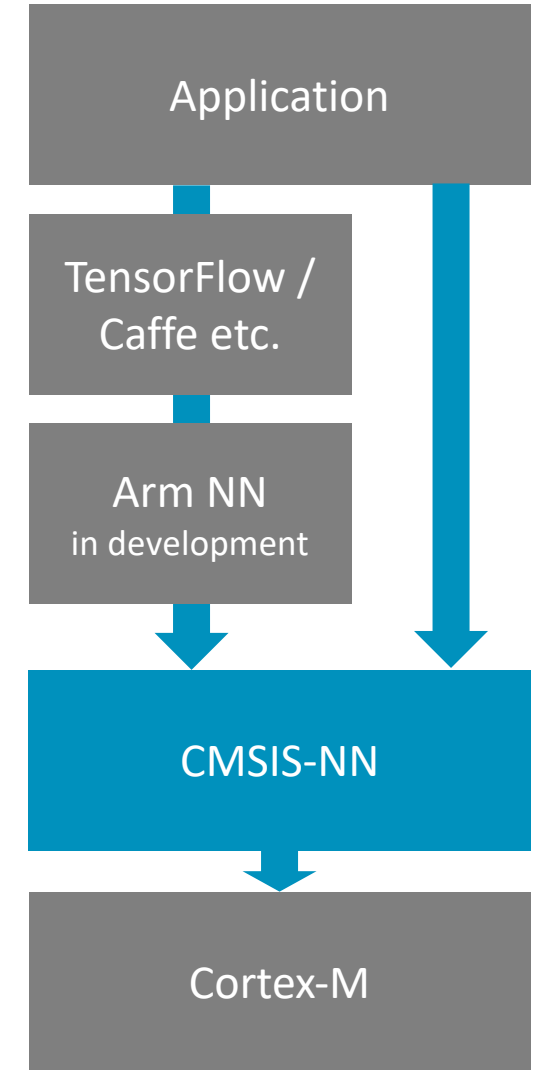 Application
TensorFlow /
Caffe etc.
Arm NN
in development
CMSIS-NN
Cortex-M